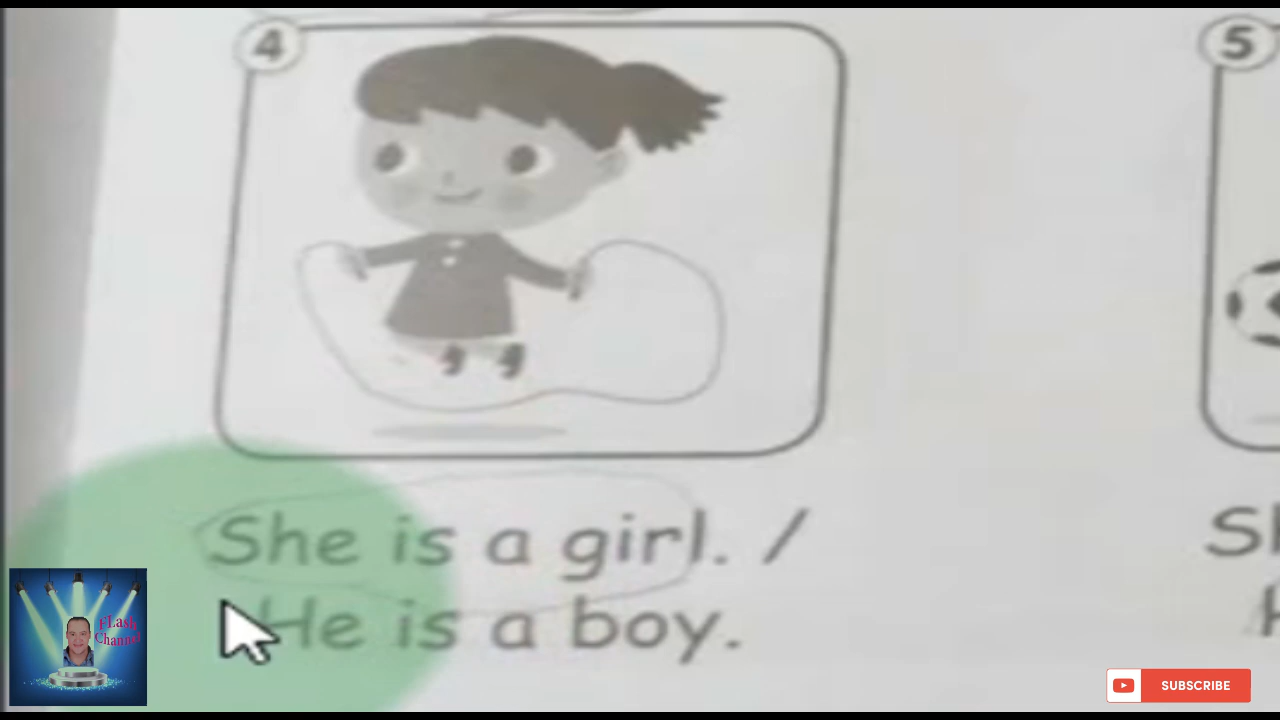 4
5
She is a girl. /
He is a boy.
FLash
Channel
SUBSCRIBE